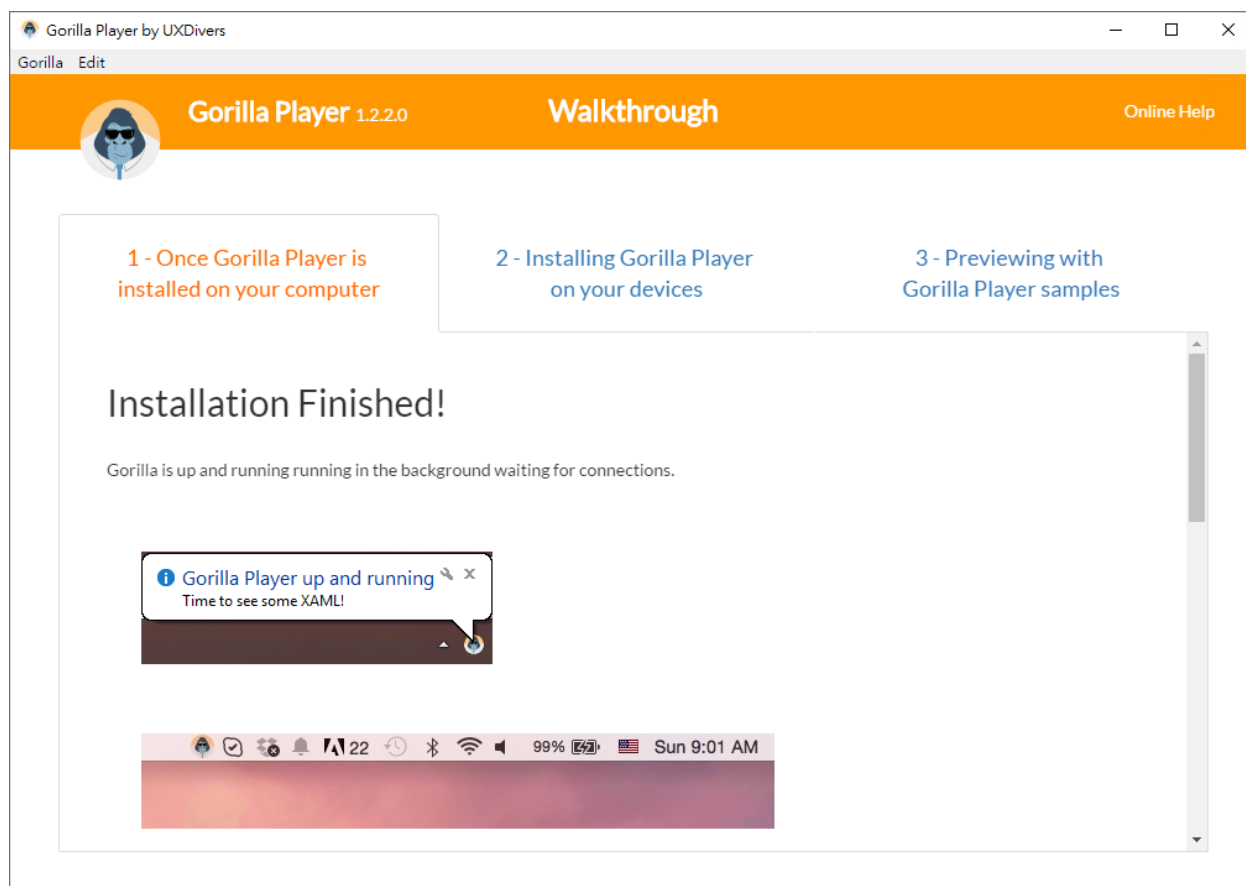 Gorilla Player by UXDivers
Gorilla Edit
Gorilla Player 1.2.2.0
Walkthrough
Online Help
1 - Once Gorilla Player is
installed on your computer
2 - Installing Gorilla Player
on your devices
3 - Previewing with
Gorilla Player samples
Installation Finished!
Gorilla is up and running running in the background waiting for connections.
Gorilla Player up and running
Time to see some XAML!
22 99% Sun 9:01 AM